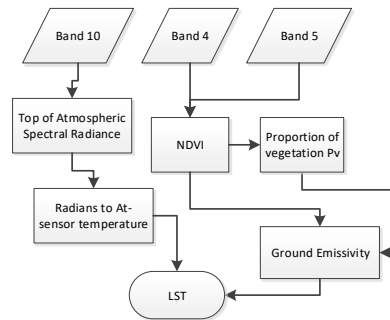 Band 10
Band 4
Band 5
Top of Atmospheric
Spectral Radiance
NDVI
Proportion of
vegetation Pv
Radians to At-
sensor temperature
Ground Emissivity
LST